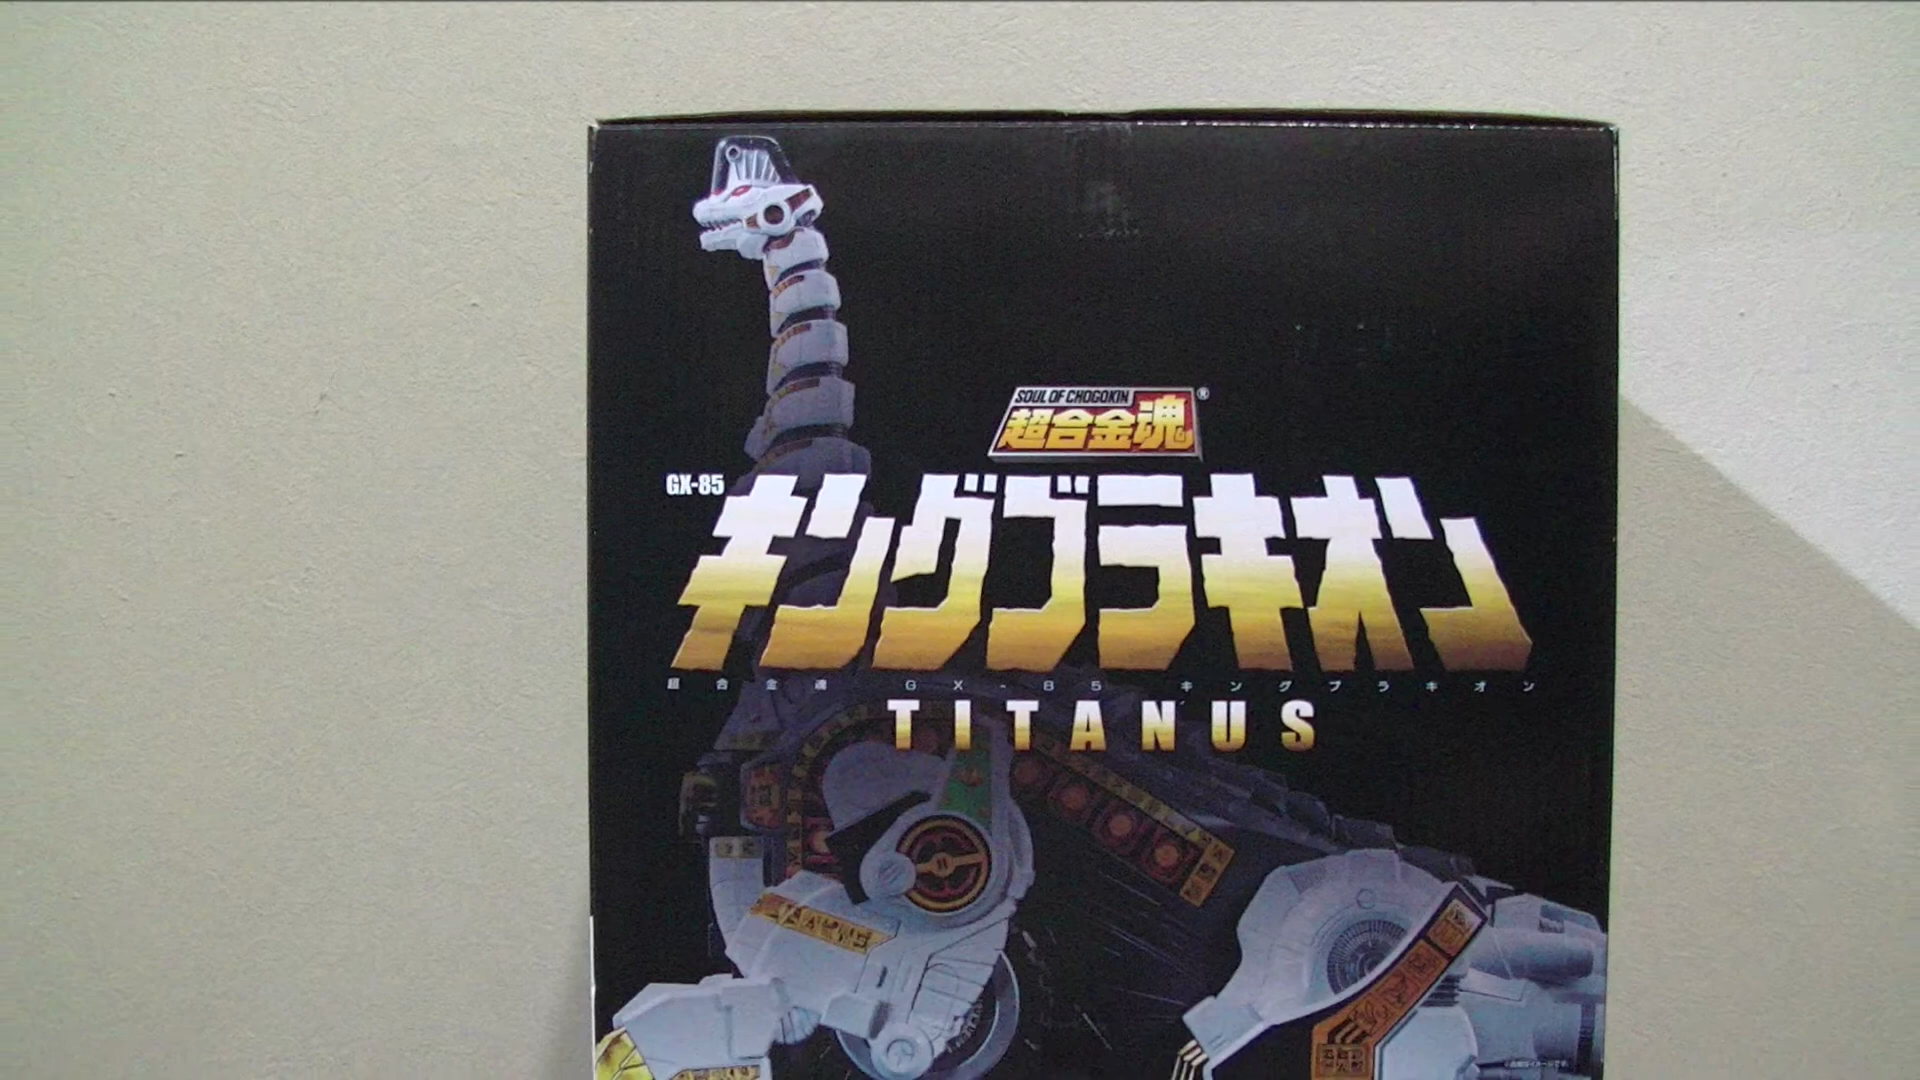 SOUL OF CHOGOKIN
超合金魂®
GX-85
キングブラキオン
超合金魂 GX-85 キングブラキオン
TITANUS